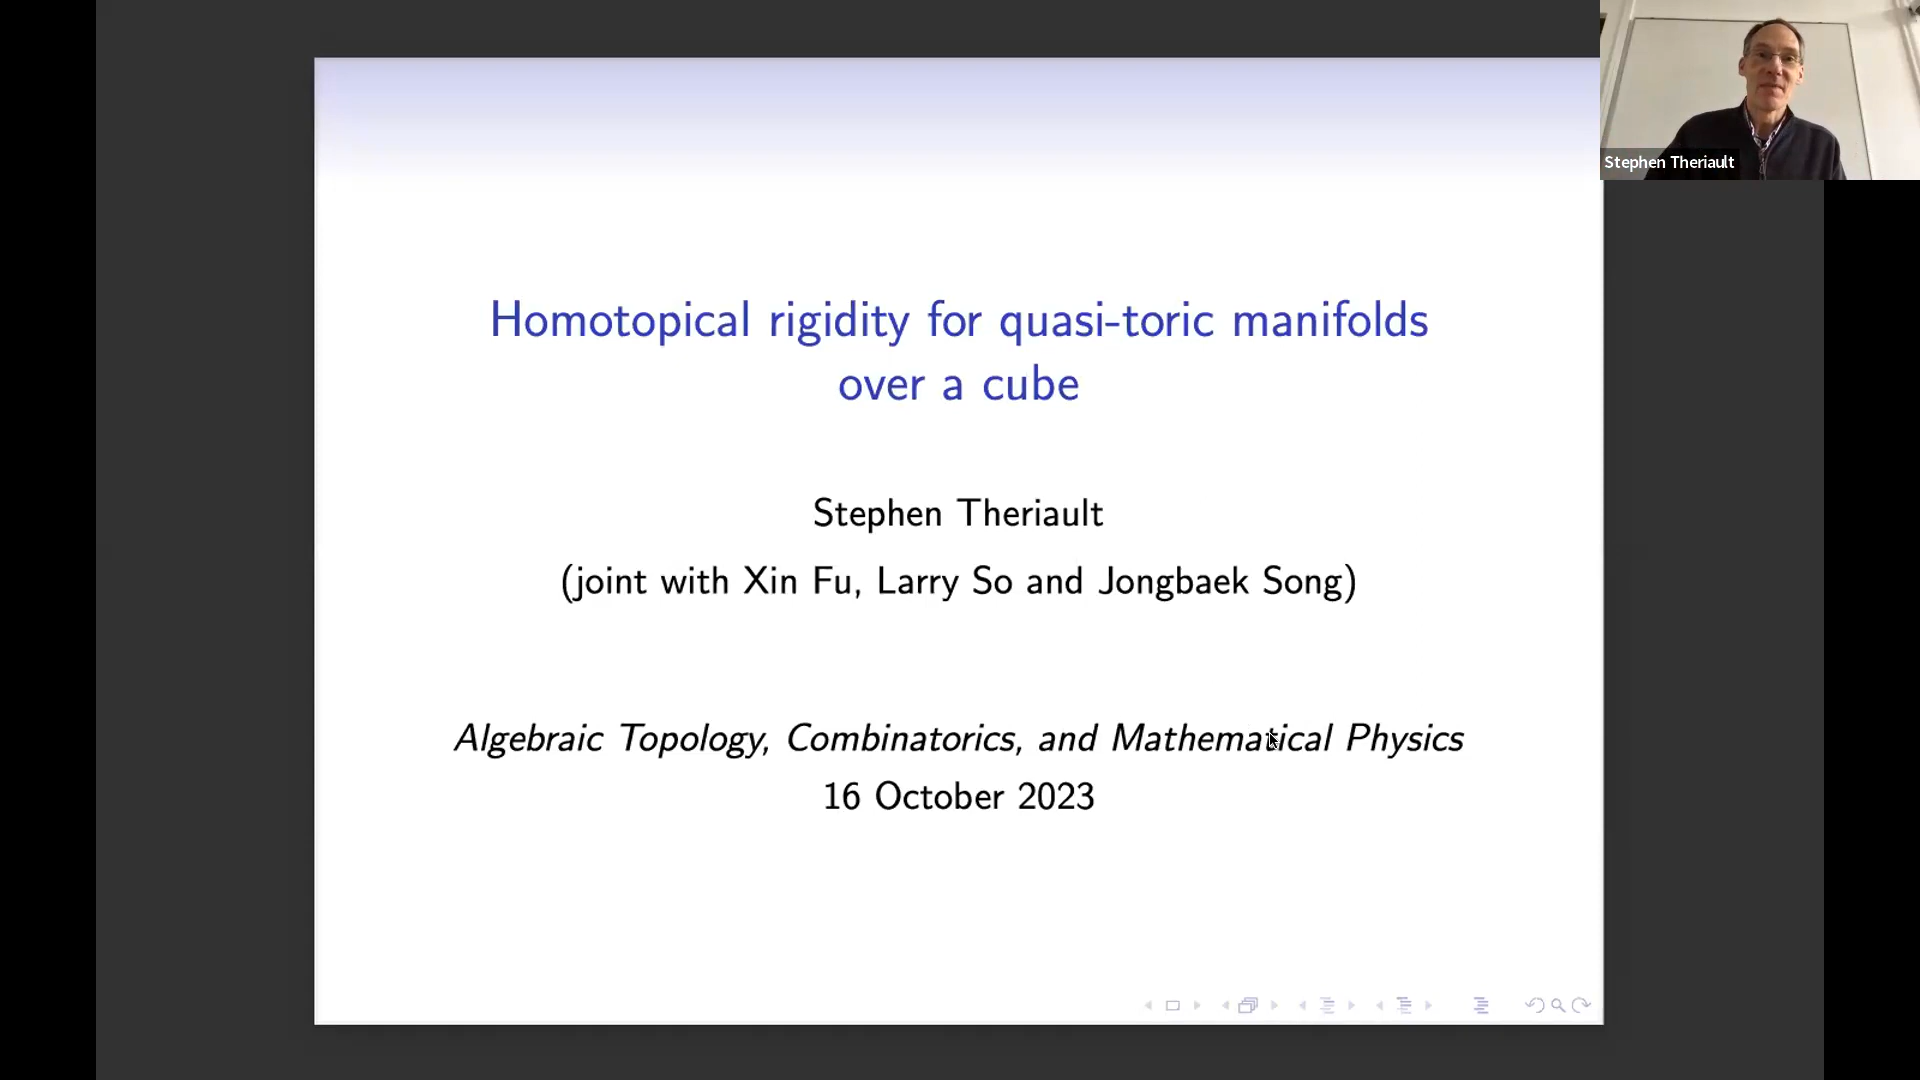 Stephen Theriault
Homotopical rigidity for quasi-toric manifolds
over a cube
Stephen Theriault
(joint with Xin Fu, Larry So and Jongbaek Song)
Algebraic Topology, Combinatorics, and Mathematical Physics
16 October 2023